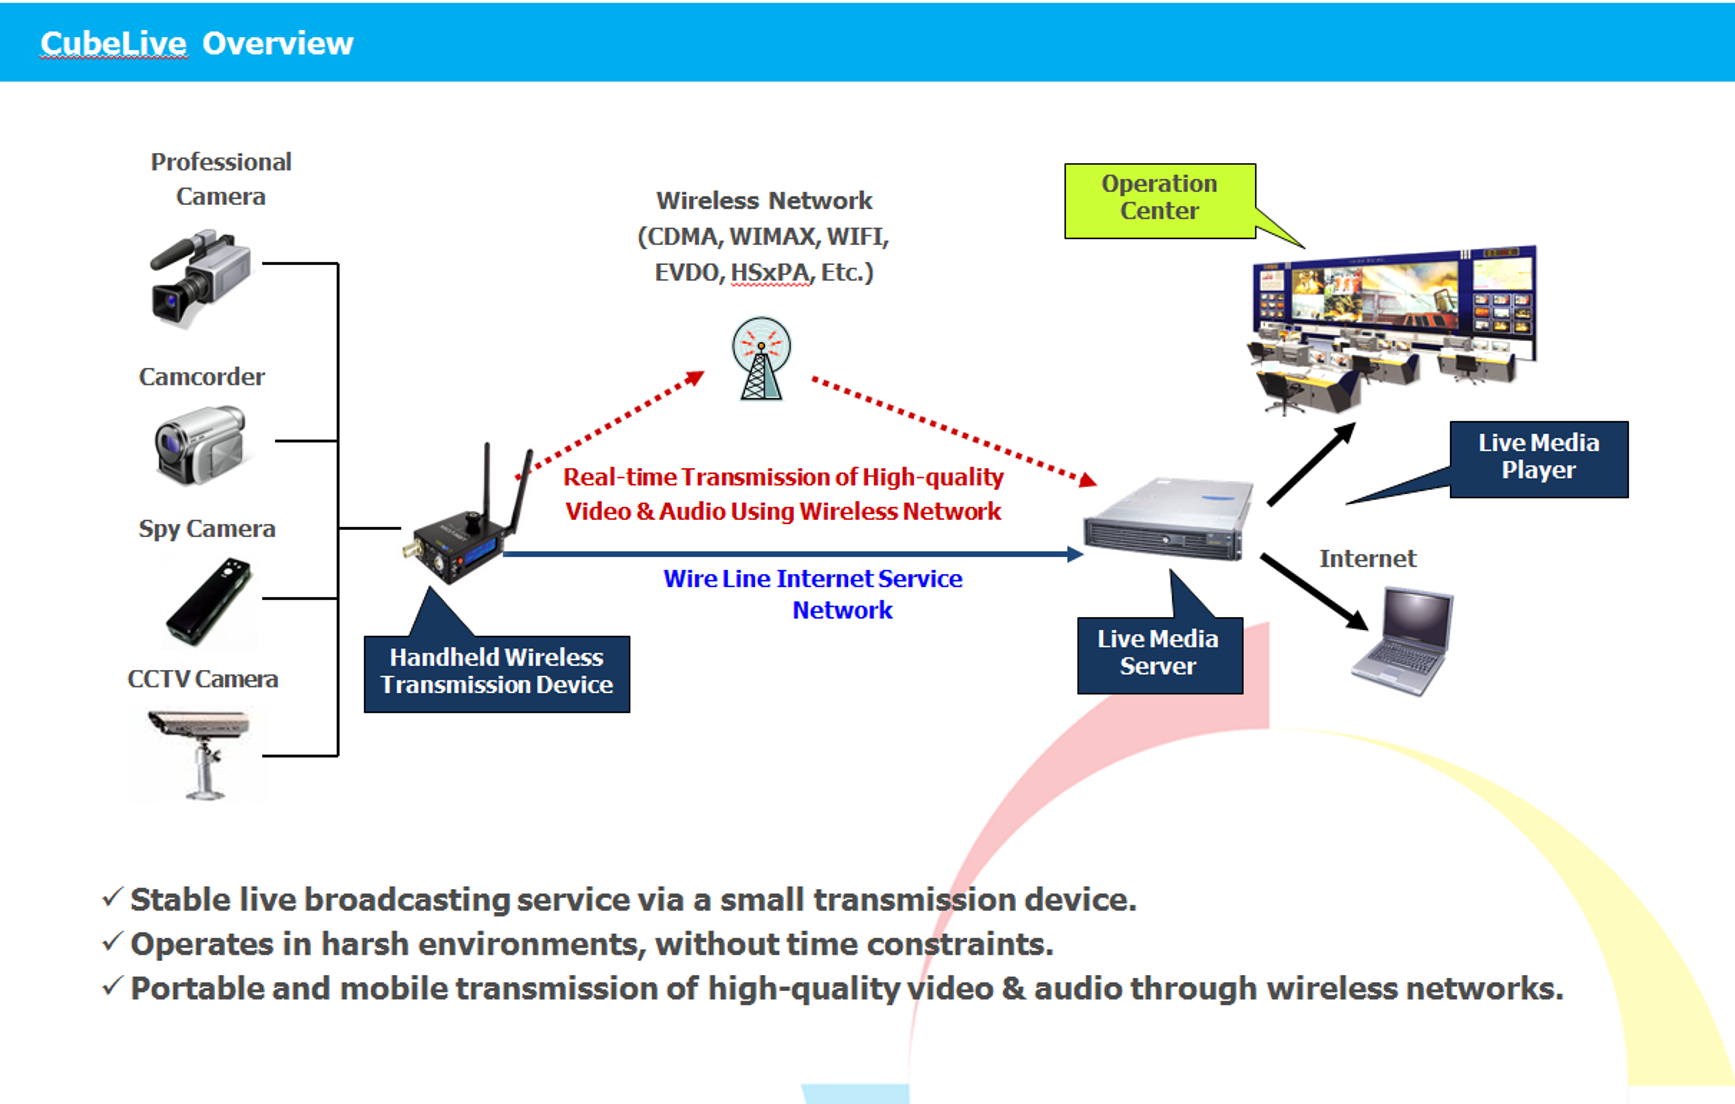 CubeLive Overview
Professional
Camera
Wireless Network
(CDMA, WIMAX, WIFI,
EVDO, HSxPA, Etc.)
Operation
Center
Camcorder
Live Media
Player
Real-time Transmission of High-quality
Video & Audio Using Wireless Network
Spy Camera
Internet
Wire Line Internet Service
Network
Handheld Wireless
Transmission Device
Live Media
Server
CCTV Camera
✓ Stable live broadcasting service via a small transmission device.
✓ Operates in harsh environments, without time constraints.
✓ Portable and mobile transmission of high-quality video & audio through wireless networks.